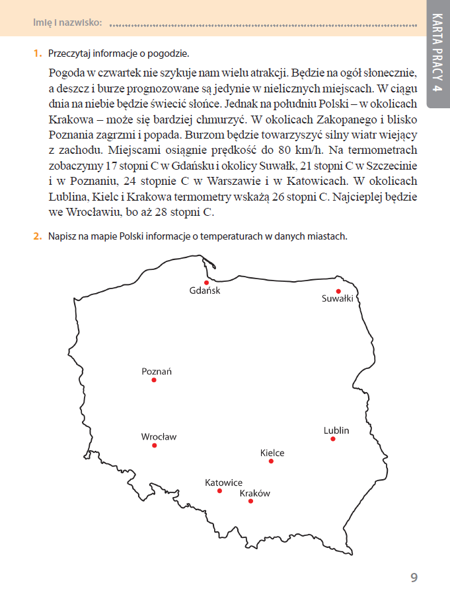 Imię i nazwisko:
KARTA PRACY 4
1. Przeczytaj informacje o pogodzie.
Pogoda w czwartek nie szykuje nam wielu atrakcji. Będzie na ogół słonecznie,
a deszcz i burze prognozowane są jedynie w nielicznych miejscach. W ciągu
dnia na niebie będzie świecić słońce. Jednak na południu Polski – w okolicach
Krakowa – może się bardziej chmurzyć. W okolicach Zakopanego i blisko
Poznania zagrzmi i popada. Burzom będzie towarzyszyć silny wiatr wiejący
z zachodu. Miejscami osiągnie prędkość do 80 km/h. Na termometrach
zobaczymy 17 stopni C w Gdańsku i okolicy Suwałk, 21 stopni C w Szczecinie
i w Poznaniu, 24 stopnie C w Warszawie i w Katowicach. W okolicach
Lublina, Kielc i Krakowa termometry wskażą 26 stopni C. Najcieplej będzie
we Wrocławiu, bo aż 28 stopni C.
2. Napisz na mapie Polski informacje o temperaturach w danych miastach.
Gdańsk
Suwałki
Poznań
Lublin
Wrocław
Kielce
Katowice
Kraków
9